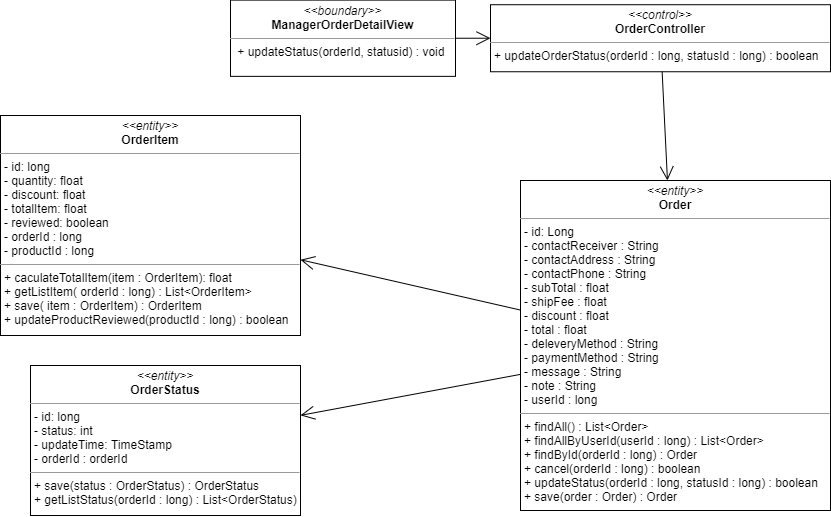 <<boundary>>
ManagerOrderDetailView
+ updateStatus(orderId, statusid) : void
<<control>>
OrderController
+ updateOrderStatus(orderId : long, statusId : long) : boolean
<<entity>>
OrderItem
- id: long
- quantity: float
- discount: float
- totalItem: float
- reviewed: boolean
- orderId : long
- productId : long
+ caculateTotalItem(item : OrderItem): float
+ getListItem( orderId : long) : List<OrderItem>
+ save( item : OrderItem) : OrderItem
+ updateProductReviewed(productId : long) : boolean
<<entity>>
Order
- id: Long
- contactReceiver : String
- contactAddress : String
- contactPhone : String
- subTotal : float
- shipFee : float
- discount : float
- total : float
- deleveryMethod : String
- paymentMethod : String
- message : String
- note : String
- userId : long
+ findAll() : List<Order>
+ findAllByUserId(userId : long) : List<Order>
+ findById(orderId : long) : Order
+ cancel(orderId : long) : boolean
+ updateStatus(orderId : long, statusId : long) : boolean
+ save(order : Order) : Order
<<entity>>
OrderStatus
- id: long
- status: int
- updateTime: TimeStamp
- orderId : orderId
+ save(status : OrderStatus) : OrderStatus
+ getListStatus(orderId : long) : List<OrderStatus)